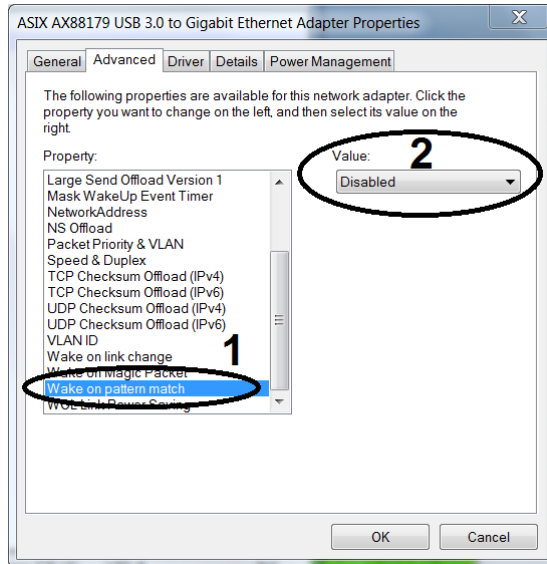 ASIX AX88179 USB 3.0 to Gigabit Ethernet Adapter Properties
X
General Advanced Driver Details Power Management
The following properties are available for this network adapter. Click the
property you want to change on the left, and then select its value on the
right.
Property:
Value:
2
Disabled
Large Send Offload Version 1
Mask WakeUp Event Timer
NetworkAddress
NS Offload
Packet Priority & VLAN
Speed & Duplex
TCP Checksum Offload (IPv4)
TCP Checksum Offload (IPv6)
UDP Checksum Offload (IPv4)
UDP Checksum Offload (IPv6)
VLAN ID
Wake on link change
1
Wake on Magic Packet
Wake on pattern match
WOL Link Power Saving
OK
Cancel